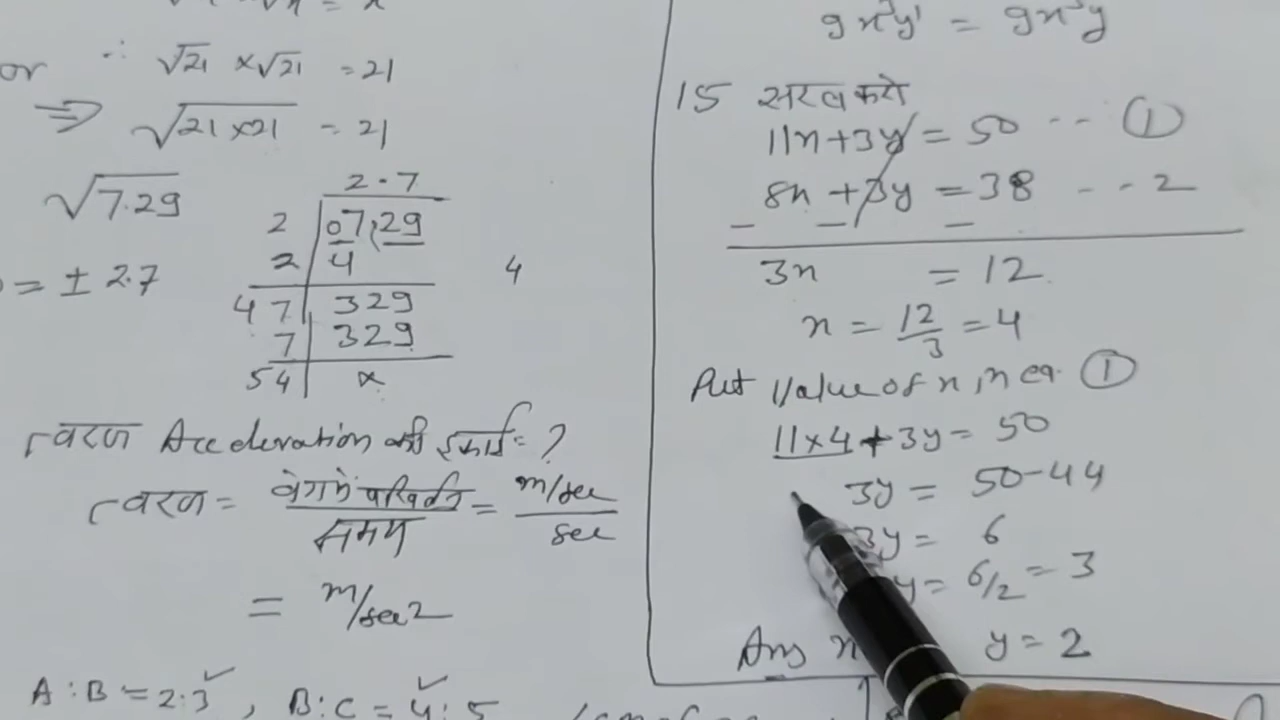 or ∴ √21 × √21 = 21
⇒ √21×21 = 21
√7.29
= ± 2.7
2.7
2 07,29
2 4
4
47 329
7 329
54 ×
त्वरण Acceleration की इकाई = ?
त्वरण = वेग में परिवर्तन / समय = m/sec / sec
= m/sec2
A:B = 2:3 , B:C = 4:5
= 9x³y
15 सरल करो
11x+3y = 50 -- ①
8x+3y = 38 -- 2
- - -
3x = 12
x = 12/3 = 4
Put value of x in eq. ①
11×4+3y = 50
3y = 50-44
3y = 6
y = 6/2 = 3
Ans x y = 2